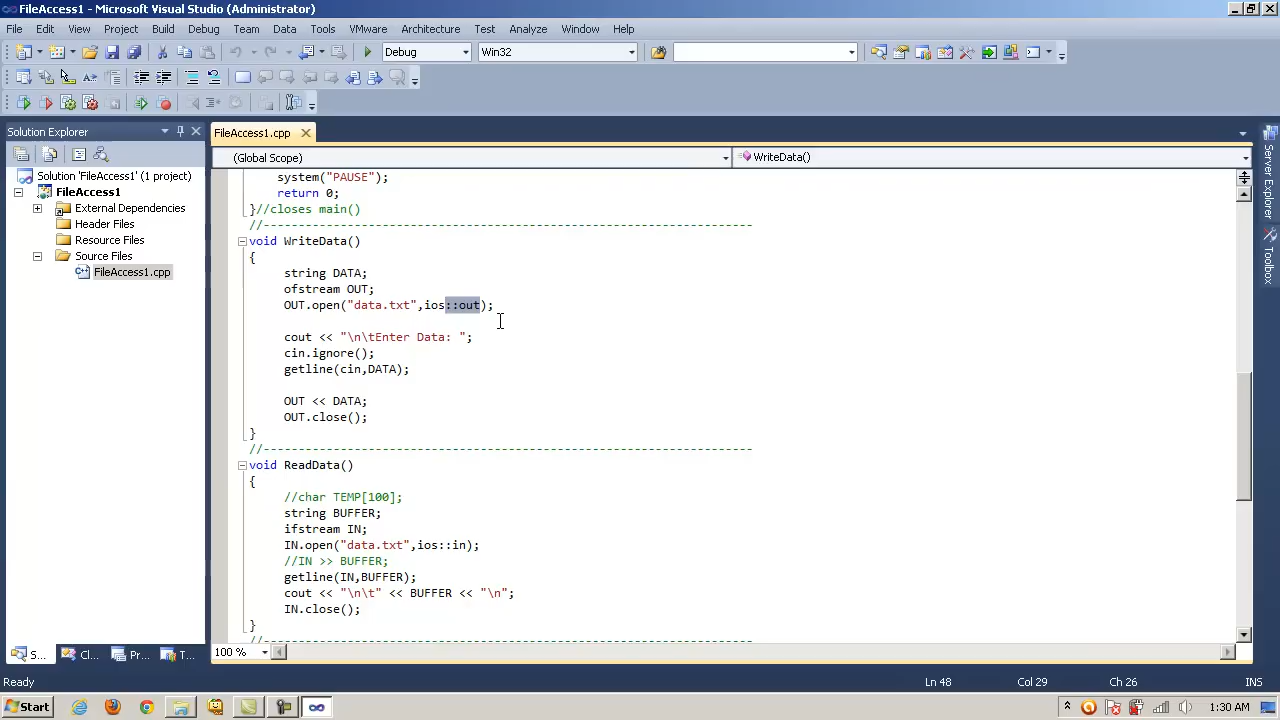 FileAccess1 - Microsoft Visual Studio (Administrator)
File Edit View Project Build Debug Team Data Tools VMware Architecture Test Analyze Window Help
Debug Win32
Solution Explorer
FileAccess1.cpp
(Global Scope)
WriteData()
Solution 'FileAccess1' (1 project)
FileAccess1
External Dependencies
Header Files
Resource Files
Source Files
FileAccess1.cpp
system("PAUSE");
return 0;
}//closes main()
//----------------------------------------------------------------------
void WriteData()
{
string DATA;
ofstream OUT;
OUT.open("data.txt",ios::out);
cout << "\n\tEnter Data: ";
cin.ignore();
getline(cin,DATA);
OUT << DATA;
OUT.close();
}
//----------------------------------------------------------------------
void ReadData()
{
//char TEMP[100];
string BUFFER;
ifstream IN;
IN.open("data.txt",ios::in);
//IN >> BUFFER;
getline(IN,BUFFER);
cout << "\n\t" << BUFFER << "\n";
IN.close();
}
//----------------------------------------------------------------------
Server Explorer
Toolbox
S... Cl... Pr... T...
100 %
Ready Ln 48 Col 29 Ch 26 INS
Start 1:30 AM